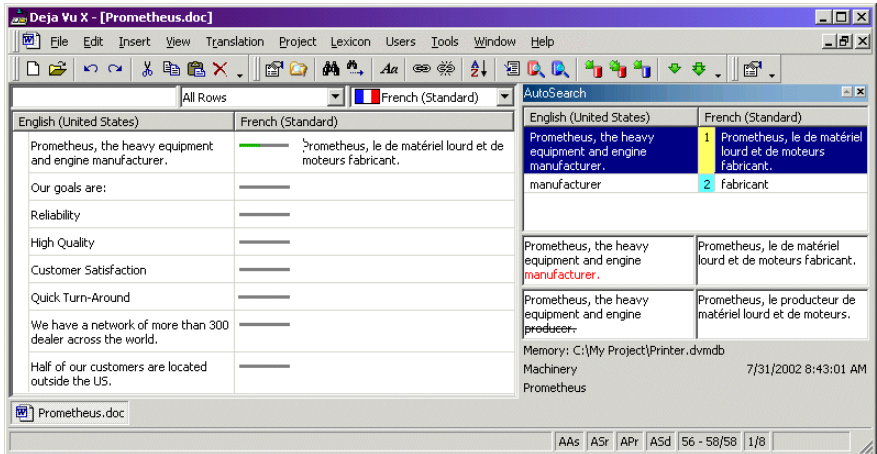 Deja Vu X - [Prometheus.doc]
File Edit Insert View Translation Project Lexicon Users Tools Window Help
Aa
All Rows French (Standard)
English (United States) French (Standard)
Prometheus, the heavy equipment
and engine manufacturer.
Prometheus, le de matériel lourd et de
moteurs fabricant.
Our goals are:
Reliability
High Quality
Customer Satisfaction
Quick Turn-Around
We have a network of more than 300
dealer across the world.
Half of our customers are located
outside the US.
AutoSearch
English (United States) French (Standard)
Prometheus, the heavy
equipment and engine
manufacturer.
1 Prometheus, le de matériel
lourd et de moteurs
fabricant.
manufacturer 2 fabricant
Prometheus, the heavy
equipment and engine
manufacturer.
Prometheus, le de matériel
lourd et de moteurs fabricant.
Prometheus, the heavy
equipment and engine
producer.
Prometheus, le producteur de
matériel lourd et de moteurs.
Memory: C:\My Project\Printer.dvmdb
Machinery 7/31/2002 8:43:01 AM
Prometheus
Prometheus.doc
AAs ASr APr ASd 56 - 58/58 1/8